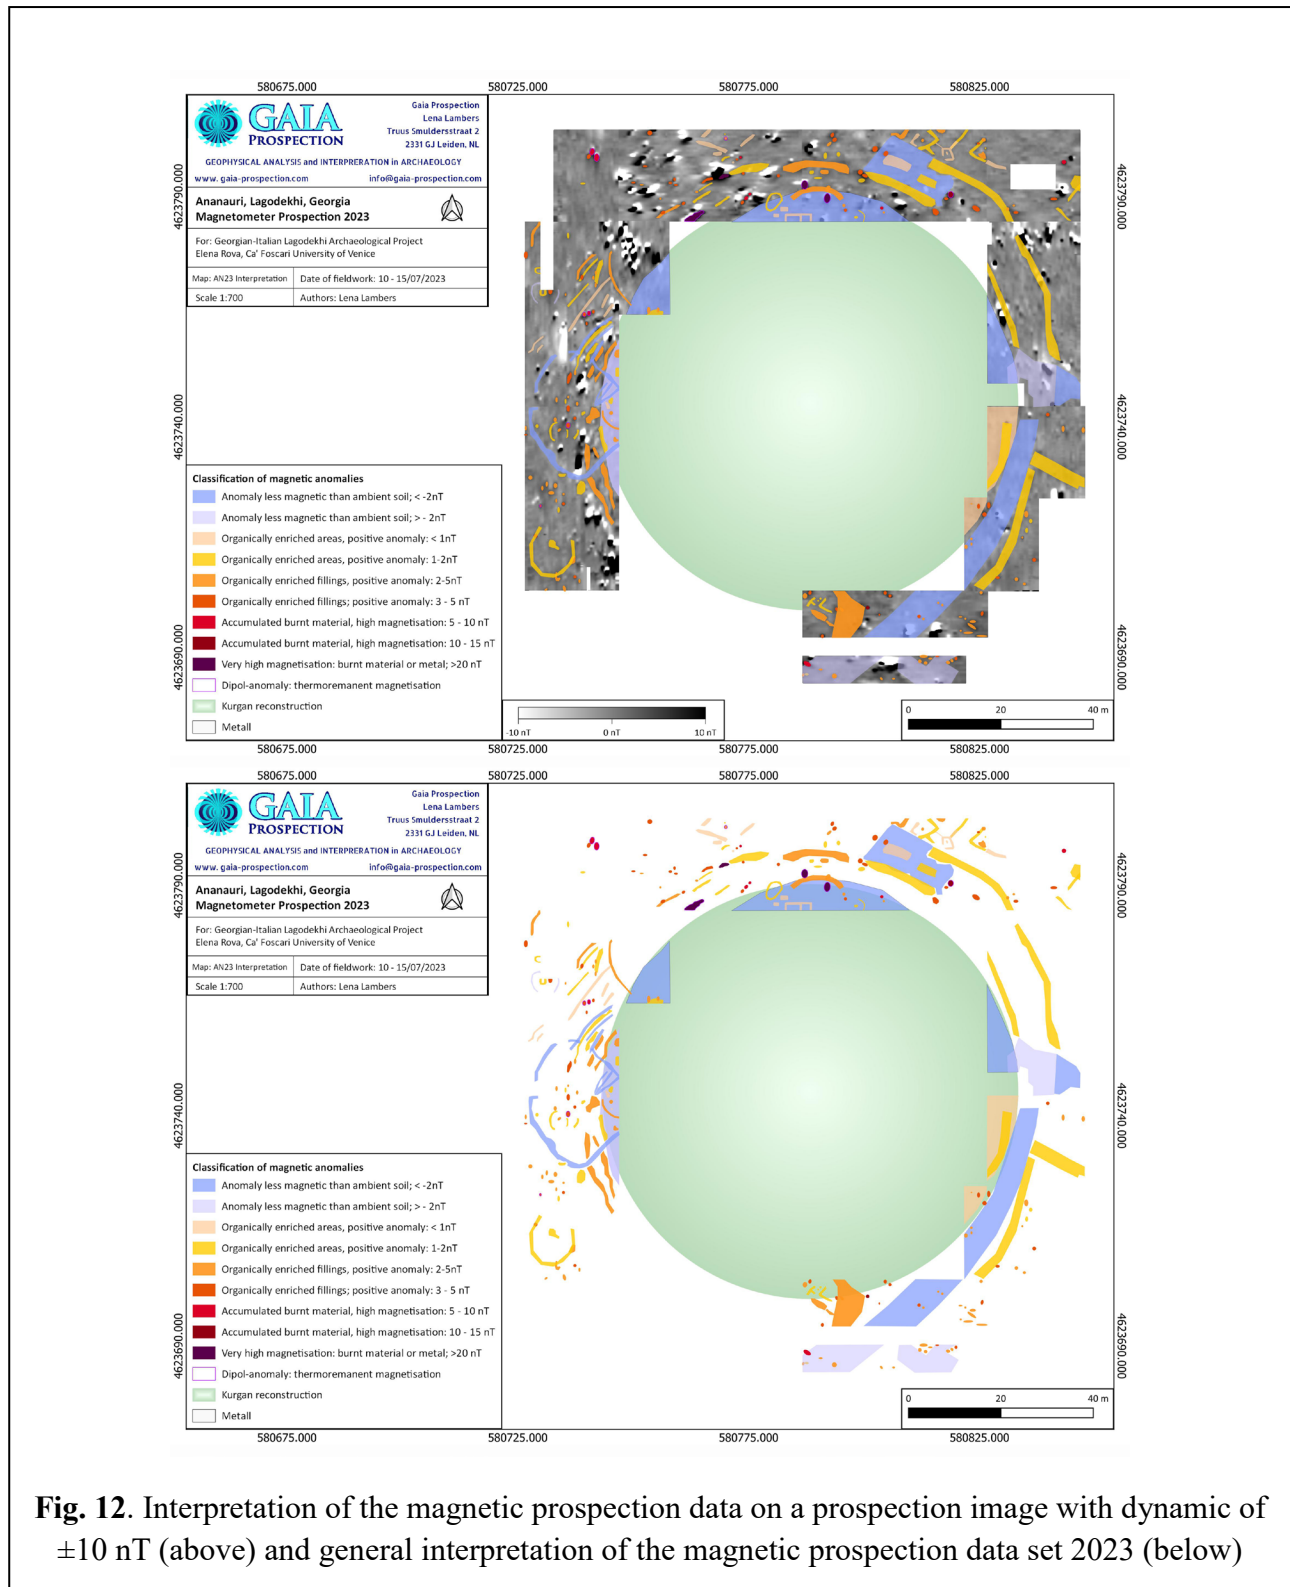 580675.000 580725.000 580775.000 580825.000
GAIA
PROSPECTION
Gaia Prospection
Lena Lambers
Truus Smuldersstraat 2
2331 GJ Leiden, NL
GEOPHYSICAL ANALYSIS and INTERPRERATION in ARCHAEOLOGY
www. gaia-prospection.com info@gaia-prospection.com
Ananauri, Lagodekhi, Georgia
Magnetometer Prospection 2023
For: Georgian-Italian Lagodekhi Archaeological Project
Elena Rova, Ca' Foscari University of Venice
Map: AN23 Interpretation Date of fieldwork: 10 - 15/07/2023
Scale 1:700 Authors: Lena Lambers
4623790.000 4623790.000
4623740.000 4623740.000
4623690.000 4623690.000
Classification of magnetic anomalies
Anomaly less magnetic than ambient soil; < -2nT
Anomaly less magnetic than ambient soil; > - 2nT
Organically enriched areas, positive anomaly: < 1nT
Organically enriched areas, positive anomaly: 1-2nT
Organically enriched fillings, positive anomaly: 2-5nT
Organically enriched fillings; positive anomaly: 3 - 5 nT
Accumulated burnt material, high magnetisation: 5 - 10 nT
Accumulated burnt material, high magnetisation: 10 - 15 nT
Very high magnetisation: burnt material or metal; >20 nT
Dipol-anomaly: thermoremanent magnetisation
Kurgan reconstruction
Metall
-10 nT 0 nT 10 nT
0 20 40 m
580675.000 580725.000 580775.000 580825.000
580675.000 580725.000 580775.000 580825.000
GAIA
PROSPECTION
Gaia Prospection
Lena Lambers
Truus Smuldersstraat 2
2331 GJ Leiden, NL
GEOPHYSICAL ANALYSIS and INTERPRERATION in ARCHAEOLOGY
www. gaia-prospection.com info@gaia-prospection.com
Ananauri, Lagodekhi, Georgia
Magnetometer Prospection 2023
For: Georgian-Italian Lagodekhi Archaeological Project
Elena Rova, Ca' Foscari University of Venice
Map: AN23 Interpretation Date of fieldwork: 10 - 15/07/2023
Scale 1:700 Authors: Lena Lambers
4623790.000 4623790.000
4623740.000 4623740.000
4623690.000 4623690.000
Classification of magnetic anomalies
Anomaly less magnetic than ambient soil; < -2nT
Anomaly less magnetic than ambient soil; > - 2nT
Organically enriched areas, positive anomaly: < 1nT
Organically enriched areas, positive anomaly: 1-2nT
Organically enriched fillings, positive anomaly: 2-5nT
Organically enriched fillings; positive anomaly: 3 - 5 nT
Accumulated burnt material, high magnetisation: 5 - 10 nT
Accumulated burnt material, high magnetisation: 10 - 15 nT
Very high magnetisation: burnt material or metal; >20 nT
Dipol-anomaly: thermoremanent magnetisation
Kurgan reconstruction
Metall
0 20 40 m
580675.000 580725.000 580775.000 580825.000
Fig. 12. Interpretation of the magnetic prospection data on a prospection image with dynamic of
±10 nT (above) and general interpretation of the magnetic prospection data set 2023 (below)